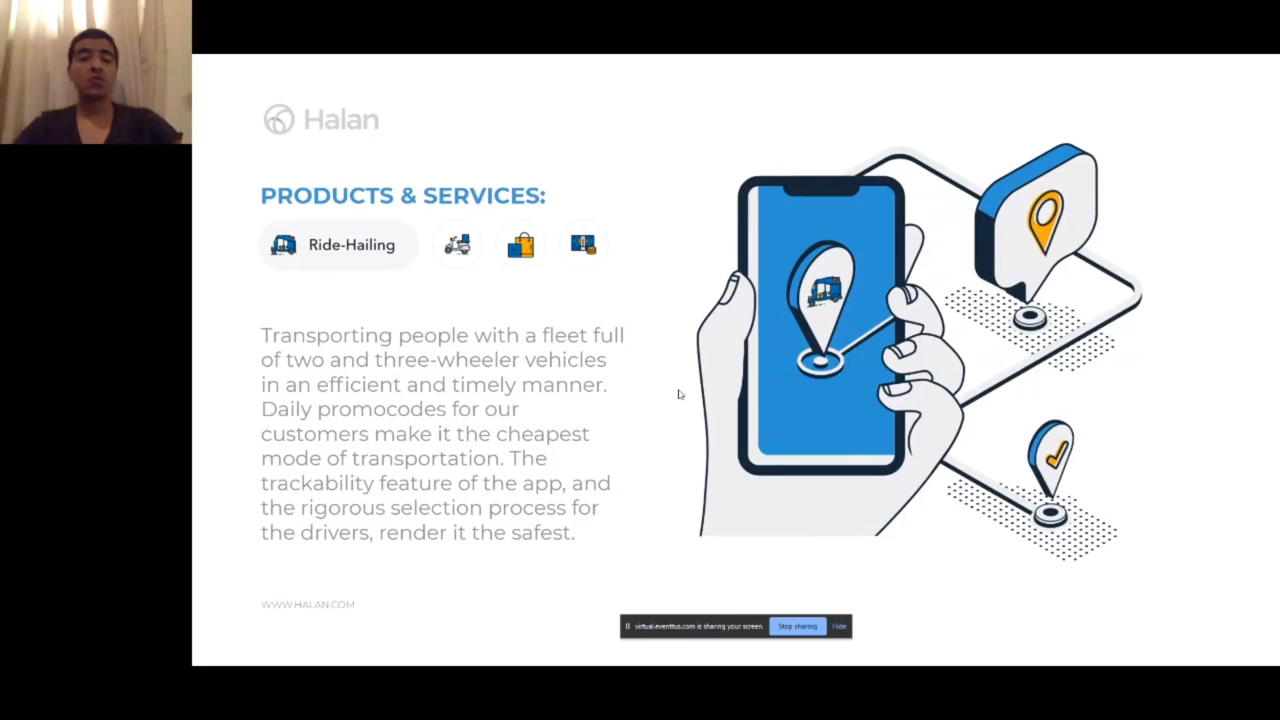 Halan
PRODUCTS & SERVICES:
Ride-Hailing
Transporting people with a fleet full
of two and three-wheeler vehicles
in an efficient and timely manner.
Daily promocodes for our
customers make it the cheapest
mode of transportation. The
trackability feature of the app, and
the rigorous selection process for
the drivers, render it the safest.
WWW.HALAN.COM
virtual.eventtus.com is sharing your screen.
Stop sharing
Hide